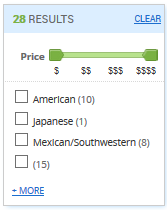 28 RESULTS CLEAR
Price
$ $$ $$$ $$$$
American (10)
Japanese (1)
Mexican/Southwestern (8)
(15)
+ MORE